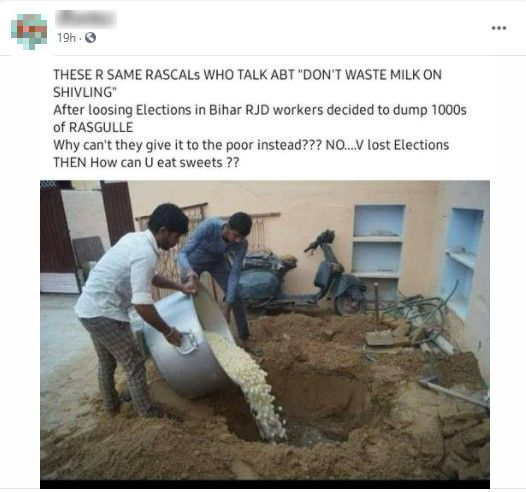 19h
THESE R SAME RASCALs WHO TALK ABT "DON'T WASTE MILK ON
SHIVLING"
After loosing Elections in Bihar RJD workers decided to dump 1000s
of RASGULLE
Why can't they give it to the poor instead??? NO....V lost Elections
THEN How can U eat sweets ??